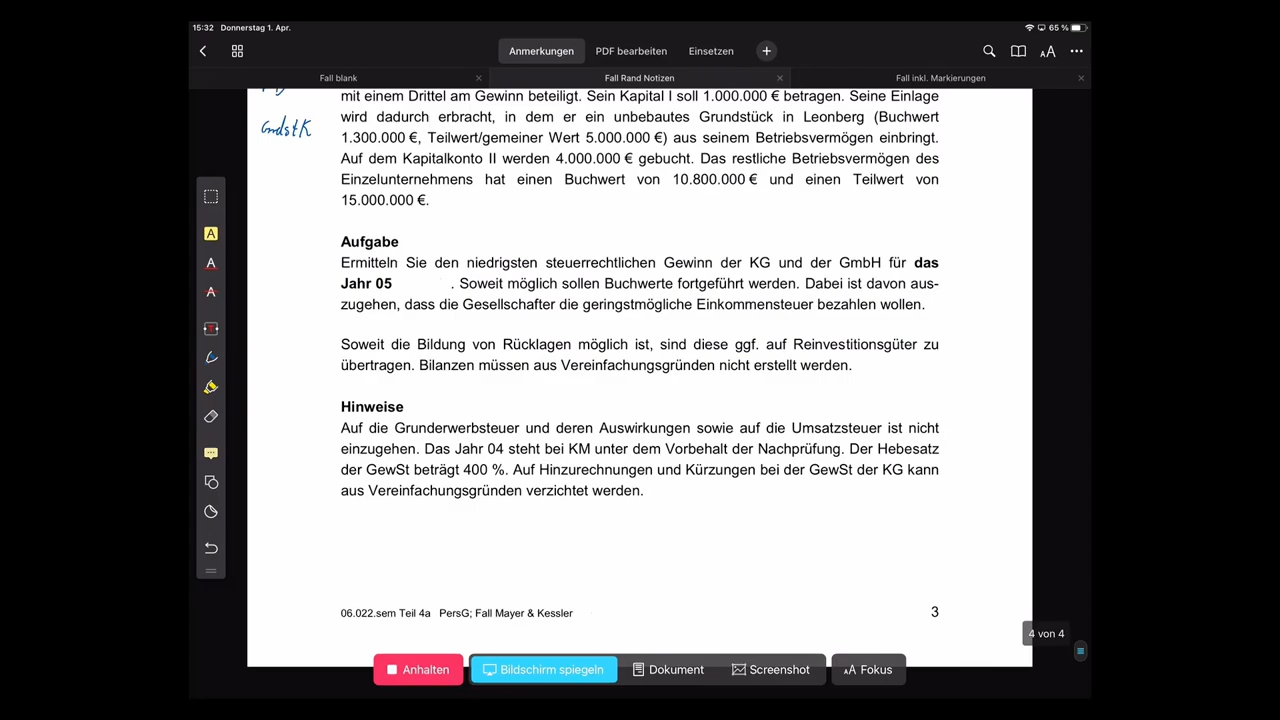 15:32 Donnerstag 1. Apr.
65 %
Anmerkungen PDF bearbeiten Einsetzen
AA
Fall blank Fall Rand Notizen Fall inkl. Markierungen
mit einem Drittel am Gewinn beteiligt. Sein Kapital I soll 1.000.000 € betragen. Seine Einlage
GrndstK
wird dadurch erbracht, in dem er ein unbebautes Grundstück in Leonberg (Buchwert
1.300.000 €, Teilwert/gemeiner Wert 5.000.000 €) aus seinem Betriebsvermögen einbringt.
Auf dem Kapitalkonto II werden 4.000.000 € gebucht. Das restliche Betriebsvermögen des
Einzelunternehmens hat einen Buchwert von 10.800.000 € und einen Teilwert von
15.000.000 €.
Aufgabe
Ermitteln Sie den niedrigsten steuerrechtlichen Gewinn der KG und der GmbH für das
Jahr 05 . Soweit möglich sollen Buchwerte fortgeführt werden. Dabei ist davon aus-
zugehen, dass die Gesellschafter die geringstmögliche Einkommensteuer bezahlen wollen.
Soweit die Bildung von Rücklagen möglich ist, sind diese ggf. auf Reinvestitionsgüter zu
übertragen. Bilanzen müssen aus Vereinfachungsgründen nicht erstellt werden.
Hinweise
Auf die Grunderwerbsteuer und deren Auswirkungen sowie auf die Umsatzsteuer ist nicht
einzugehen. Das Jahr 04 steht bei KM unter dem Vorbehalt der Nachprüfung. Der Hebesatz
der GewSt beträgt 400 %. Auf Hinzurechnungen und Kürzungen bei der GewSt der KG kann
aus Vereinfachungsgründen verzichtet werden.
06.022.sem Teil 4a PersG; Fall Mayer & Kessler 3
4 von 4
Anhalten Bildschirm spiegeln Dokument Screenshot AA Fokus
A
A
A
T